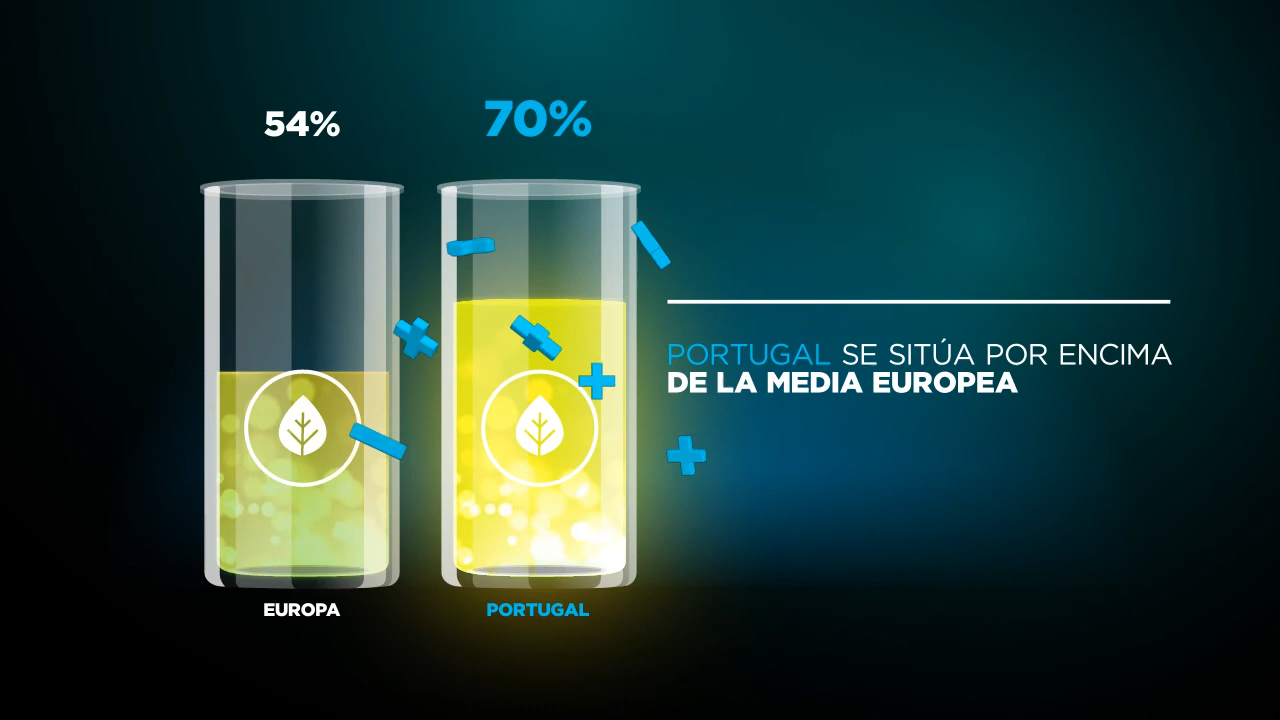 54%
70%
PORTUGAL SE SITÚA POR ENCIMA
DE LA MEDIA EUROPEA
EUROPA
PORTUGAL